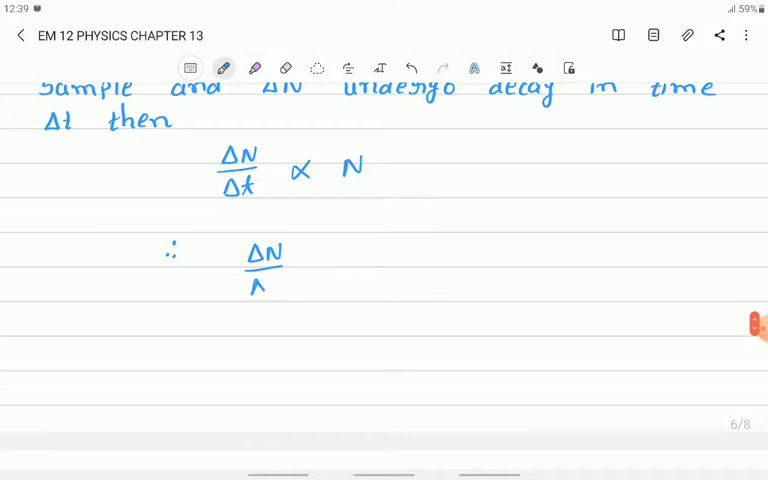 12:39 59%
EM 12 PHYSICS CHAPTER 13
sample and ΔN undergo decay in time
Δt then
ΔN/Δt ∝ N
∴ ΔN/
6/8